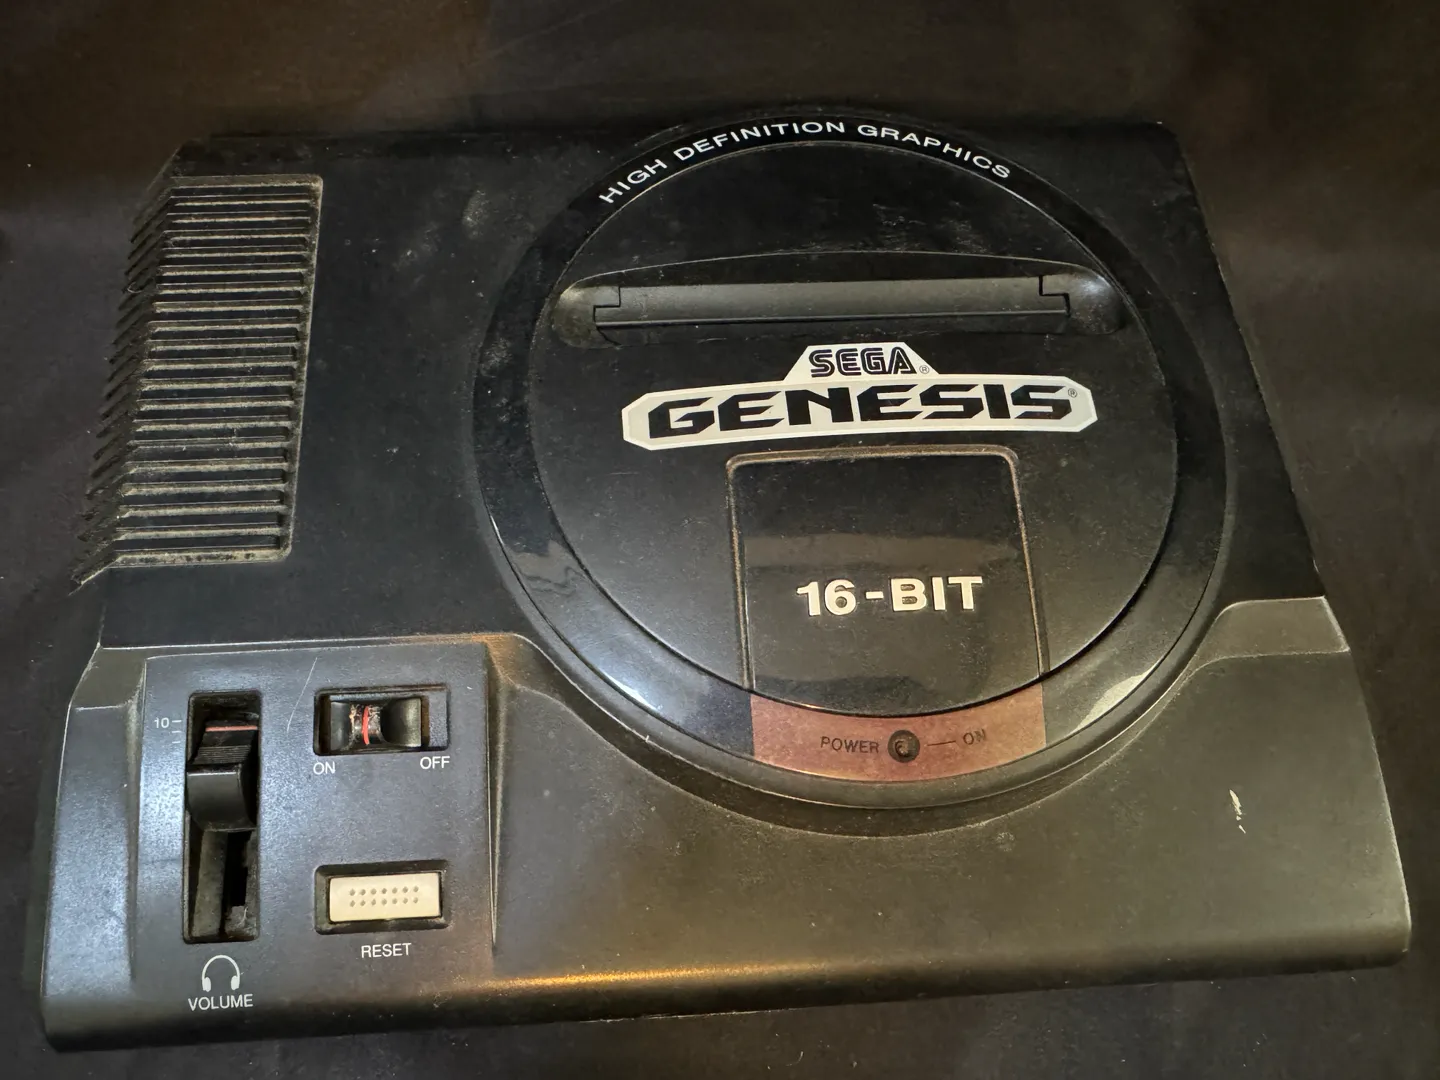 HIGH DEFINITION GRAPHICS
SEGA®
GENESIS®
16-BIT
POWER ON
10
ON OFF
RESET
VOLUME